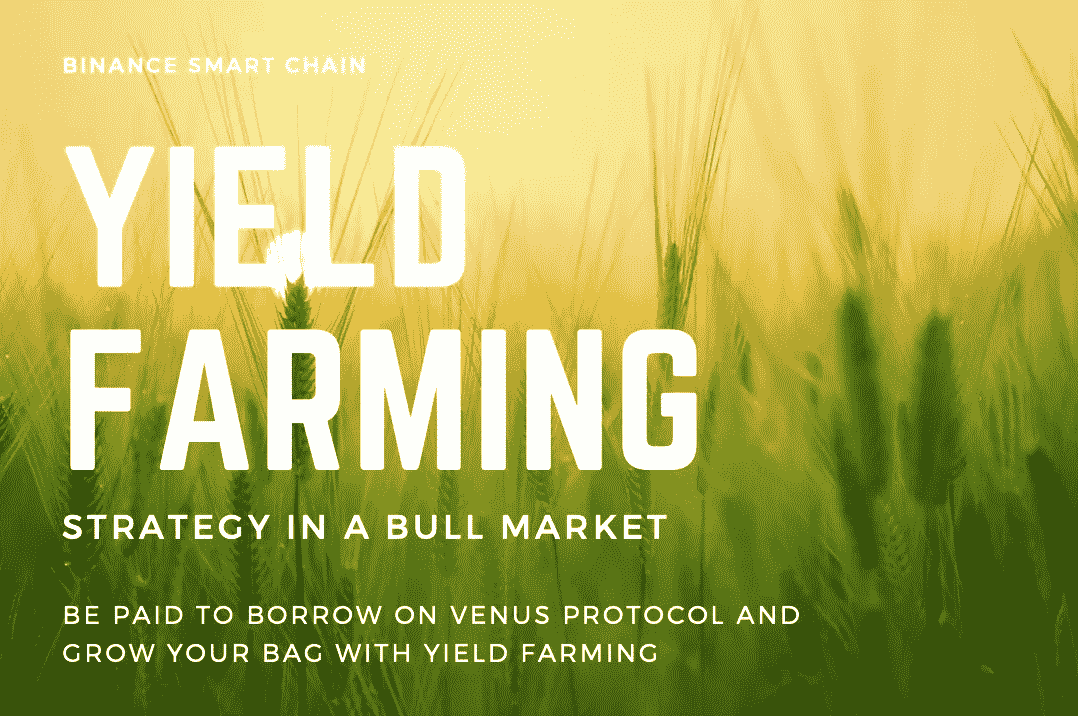 BINANCE SMART CHAIN
YIELD
FARMING
STRATEGY IN A BULL MARKET
BE PAID TO BORROW ON VENUS PROTOCOL AND
GROW YOUR BAG WITH YIELD FARMING